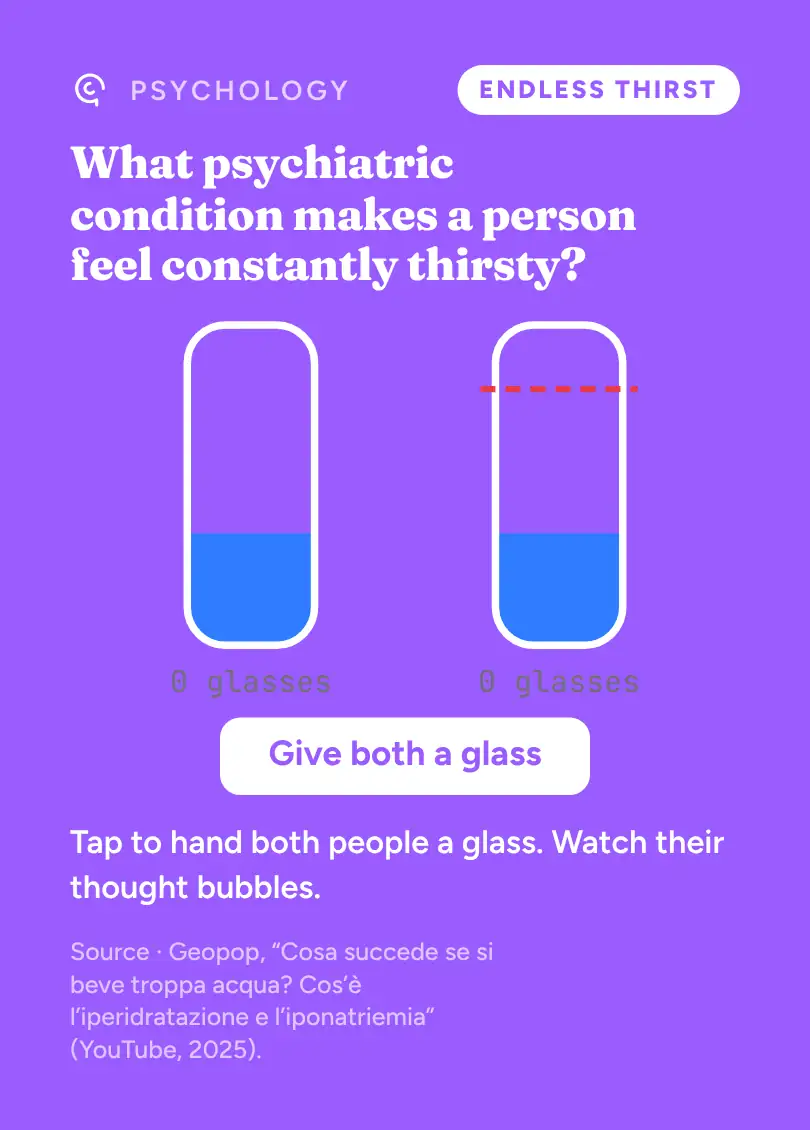 PSYCHOLOGY
ENDLESS THIRST
What psychiatric
condition makes a person
feel constantly thirsty?
0 glasses
0 glasses
Give both a glass
Tap to hand both people a glass. Watch their
thought bubbles.
Source · Geopop, “Cosa succede se si
beve troppa acqua? Cos’è
l’iperidratazione e l’iponatriemia”
(YouTube, 2025).